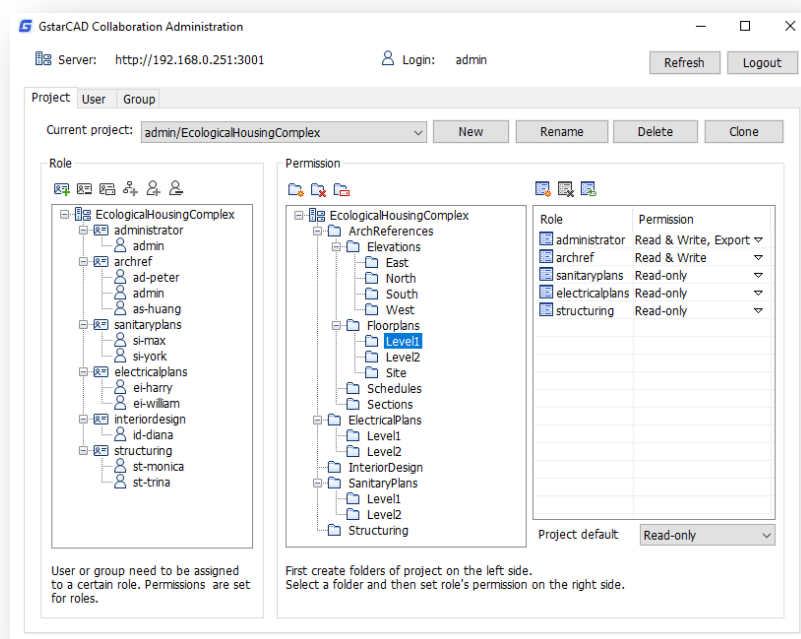 GstarCAD Collaboration Administration
Server: http://192.168.0.251:3001 Login: admin Refresh Logout
Project User Group
Current project: admin/EcologicalHousingComplex New Rename Delete Clone
Role
EcologicalHousingComplex
administrator
admin
archref
ad-peter
admin
as-huang
sanitaryplans
si-max
si-york
electricalplans
ei-harry
ei-william
interiordesign
id-diana
structuring
st-monica
st-trina
User or group need to be assigned
to a certain role. Permissions are set
for roles.
Permission
EcologicalHousingComplex
ArchReferences
Elevations
East
North
South
West
Floorplans
Level1
Level2
Site
Schedules
Sections
ElectricalPlans
Level1
Level2
InteriorDesign
SanitaryPlans
Level1
Level2
Structuring
Role Permission
administrator Read & Write, Export
archref Read & Write
sanitaryplans Read-only
electricalplans Read-only
structuring Read-only
Project default Read-only
First create folders of project on the left side.
Select a folder and then set role's permission on the right side.